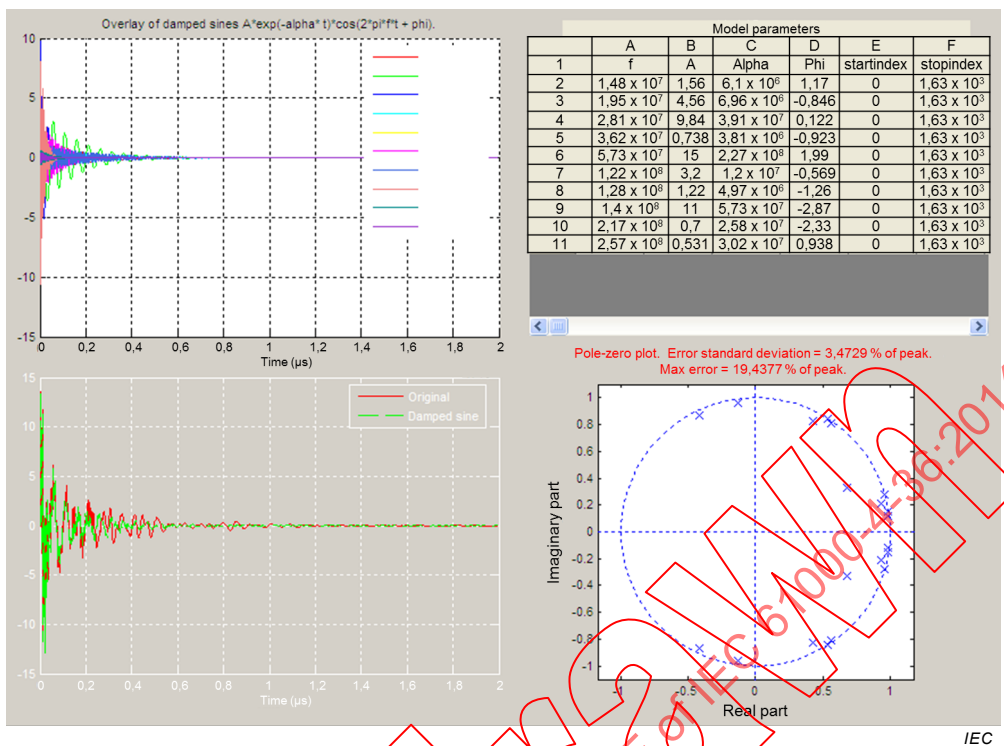 Overlay of damped sines A*exp(-alpha* t)*cos(2*pi*f*t + phi).
10
5
0
-5
-10
-15
0 0,2 0,4 0,6 0,8 1 1,2 1,4 1,6 1,8 2
Time (µs)
Model parameters
A B C D E F
1 f A Alpha Phi startindex stopindex
2 1,48 x 10⁷ 1,56 6,1 x 10⁶ 1,17 0 1,63 x 10³
3 1,95 x 10⁷ 4,56 6,96 x 10⁶ -0,846 0 1,63 x 10³
4 2,81 x 10⁷ 9,84 3,91 x 10⁷ 0,122 0 1,63 x 10³
5 3,62 x 10⁷ 0,738 3,81 x 10⁶ -0,923 0 1,63 x 10³
6 5,73 x 10⁷ 15 2,27 x 10⁸ 1,99 0 1,63 x 10³
7 1,22 x 10⁸ 3,2 1,2 x 10⁷ -0,569 0 1,63 x 10³
8 1,28 x 10⁸ 1,22 4,97 x 10⁶ -1,26 0 1,63 x 10³
9 1,4 x 10⁸ 11 5,73 x 10⁷ -2,87 0 1,63 x 10³
10 2,17 x 10⁸ 0,7 2,58 x 10⁷ -2,33 0 1,63 x 10³
11 2,57 x 10⁸ 0,531 3,02 x 10⁷ 0,938 0 1,63 x 10³
15
10
5
0
-5
-10
-15
Original
Damped sine
0 0,2 0,4 0,6 0,8 1 1,2 1,4 1,6 1,8 2
Time (µs)
Pole-zero plot. Error standard deviation = 3,4729 % of peak.
Max error = 19,4377 % of peak.
1
0.8
0.6
0.4
0.2
0
-0.2
-0.4
-0.6
-0.8
-1
Imaginary part
-1 -0.5 0 0.5 1
Real part
of IEC 61000-4-36:201
IEC